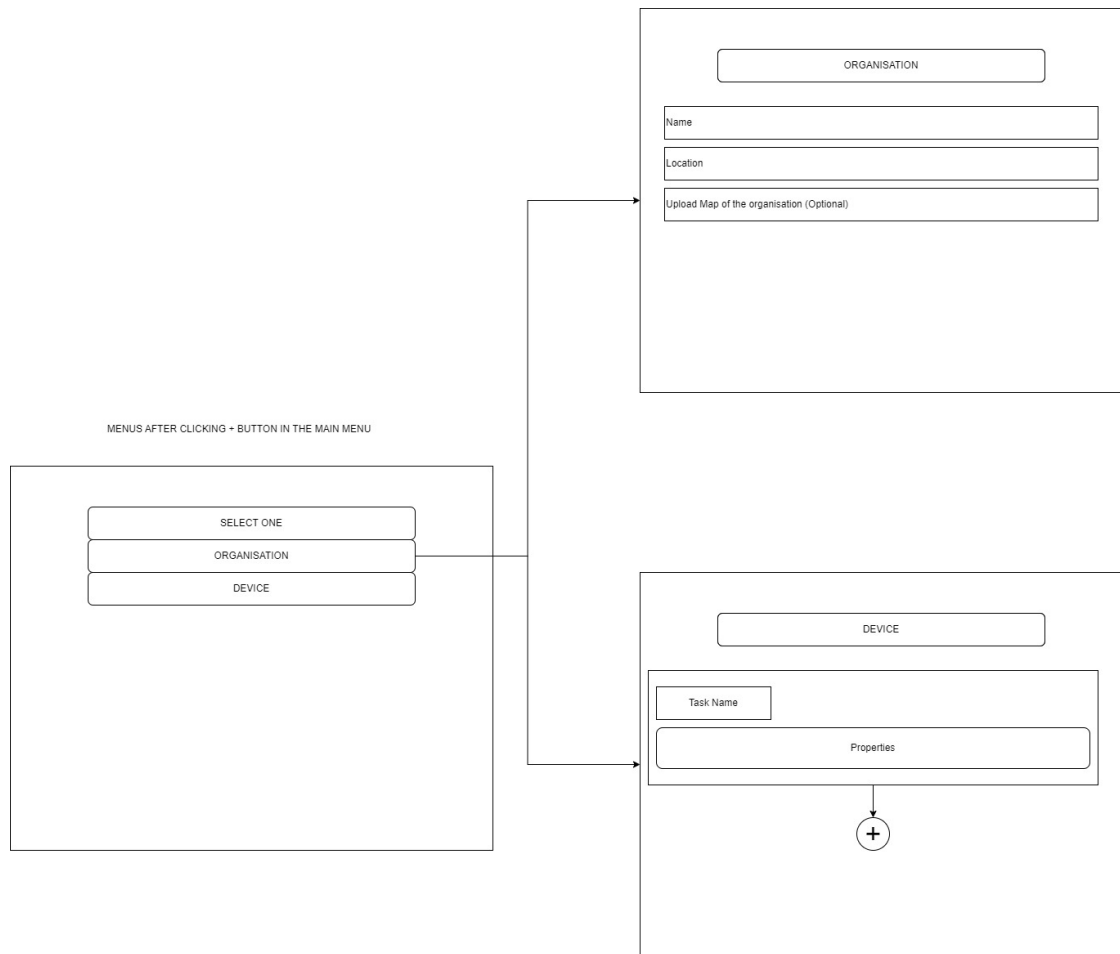 ORGANISATION
Name
Location
Upload Map of the organisation (Optional)
MENUS AFTER CLICKING + BUTTON IN THE MAIN MENU
SELECT ONE
ORGANISATION
DEVICE
DEVICE
Task Name
Properties
+